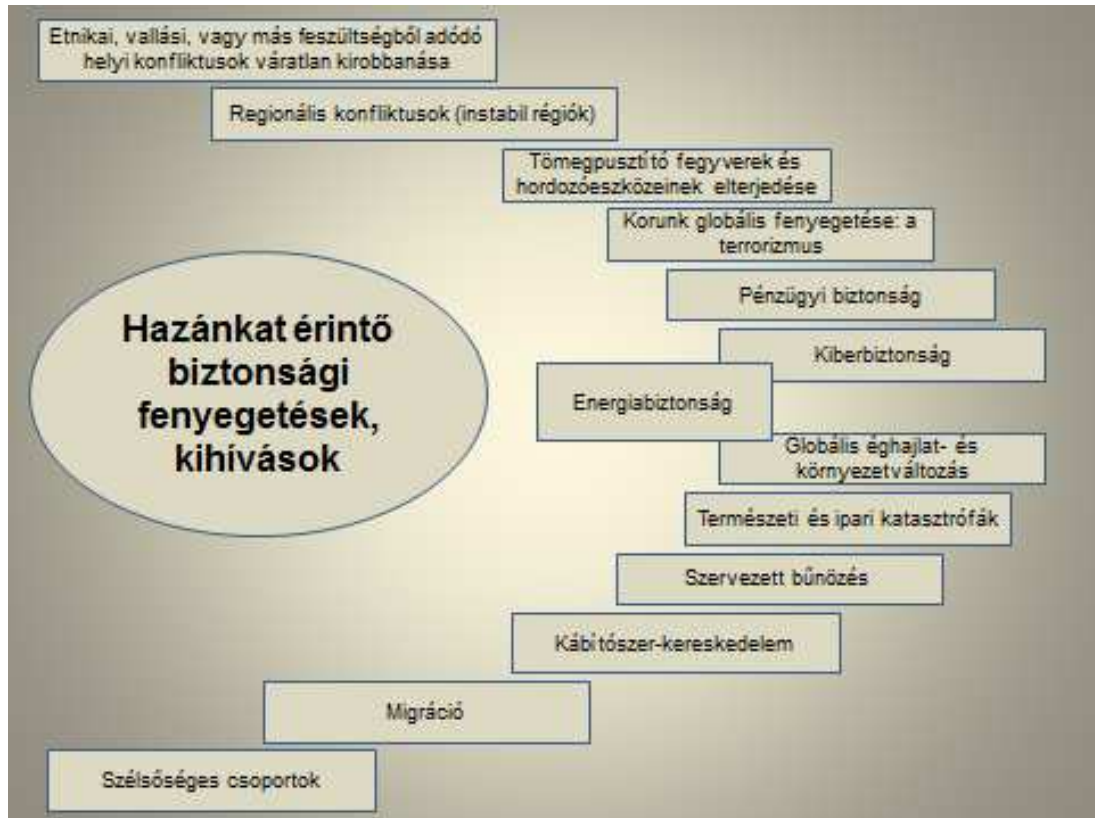 Etnikai, vallási, vagy más feszültségből adódó
helyi konfliktusok váratlan kirobbanása
Regionális konfliktusok (instabil régiók)
Tömegpusztító fegyverek és
hordozóeszközeinek elterjedése
Korunk globális fenyegetése: a
terrorizmus
Pénzügyi biztonság
Kiberbiztonság
Hazánkat érintő
biztonsági
fenyegetések,
kihívások
Energiabiztonság
Globális éghajlat- és
környezetváltozás
Természeti és ipari katasztrófák
Szervezett bűnözés
Kábítószer-kereskedelem
Migráció
Szélsőséges csoportok